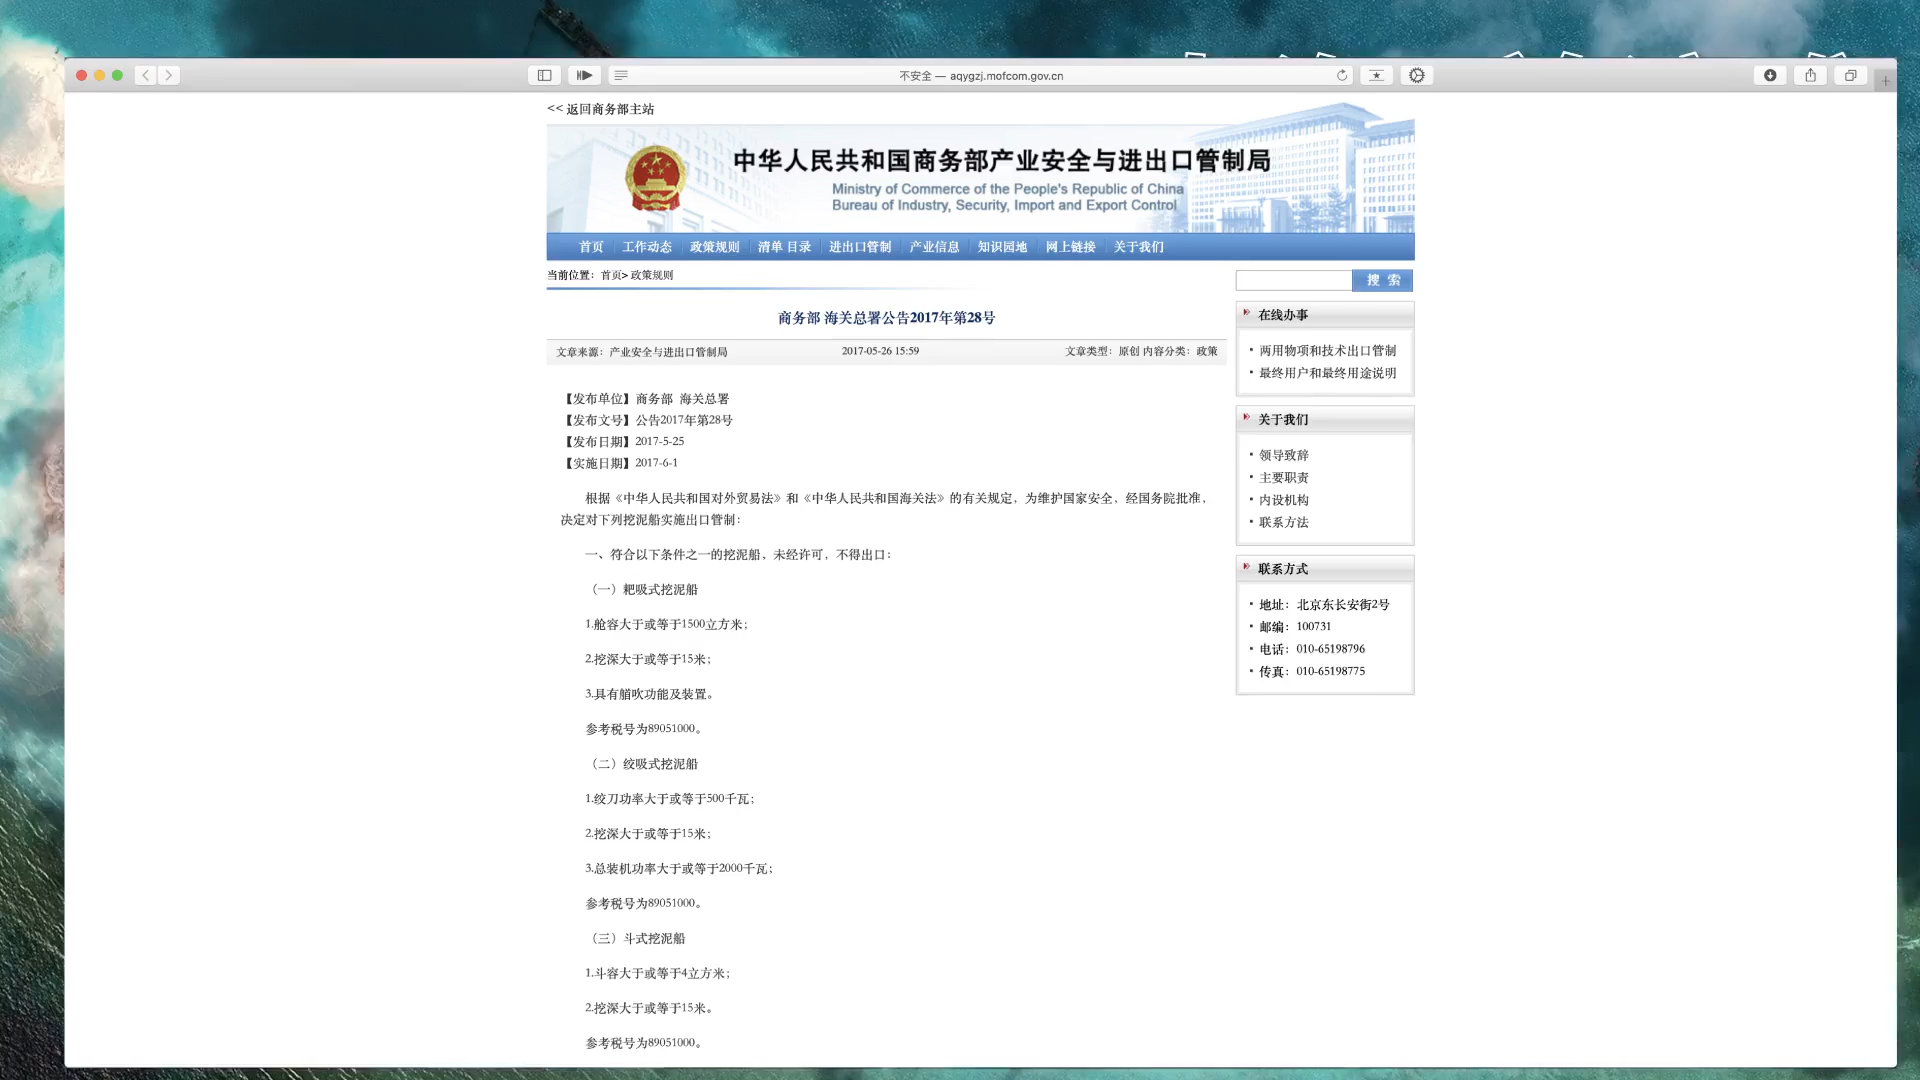 不安全 — aqygzj.mofcom.gov.cn
<< 返回商务部主站
中华人民共和国商务部产业安全与进出口管制局
Ministry of Commerce of the People's Republic of China
Bureau of Industry, Security, Import and Export Control
首页 工作动态 政策规则 清单 目录 进出口管制 产业信息 知识园地 网上链接 关于我们
当前位置：首页> 政策规则
搜 索
商务部 海关总署公告2017年第28号
文章来源：产业安全与进出口管制局 2017-05-26 15:59 文章类型：原创 内容分类：政策
【发布单位】商务部 海关总署
【发布文号】公告2017年第28号
【发布日期】2017-5-25
【实施日期】2017-6-1
根据《中华人民共和国对外贸易法》和《中华人民共和国海关法》的有关规定，为维护国家安全，经国务院批准，
决定对下列挖泥船实施出口管制：
一、符合以下条件之一的挖泥船，未经许可，不得出口：
（一）耙吸式挖泥船
1.舱容大于或等于1500立方米；
2.挖深大于或等于15米；
3.具有艏吹功能及装置。
参考税号为89051000。
（二）绞吸式挖泥船
1.绞刀功率大于或等于500千瓦；
2.挖深大于或等于15米；
3.总装机功率大于或等于2000千瓦；
参考税号为89051000。
（三）斗式挖泥船
1.斗容大于或等于4立方米；
2.挖深大于或等于15米。
参考税号为89051000。
在线办事
两用物项和技术出口管制
最终用户和最终用途说明
关于我们
领导致辞
主要职责
内设机构
联系方法
联系方式
地址：北京东长安街2号
邮编：100731
电话：010-65198796
传真：010-65198775